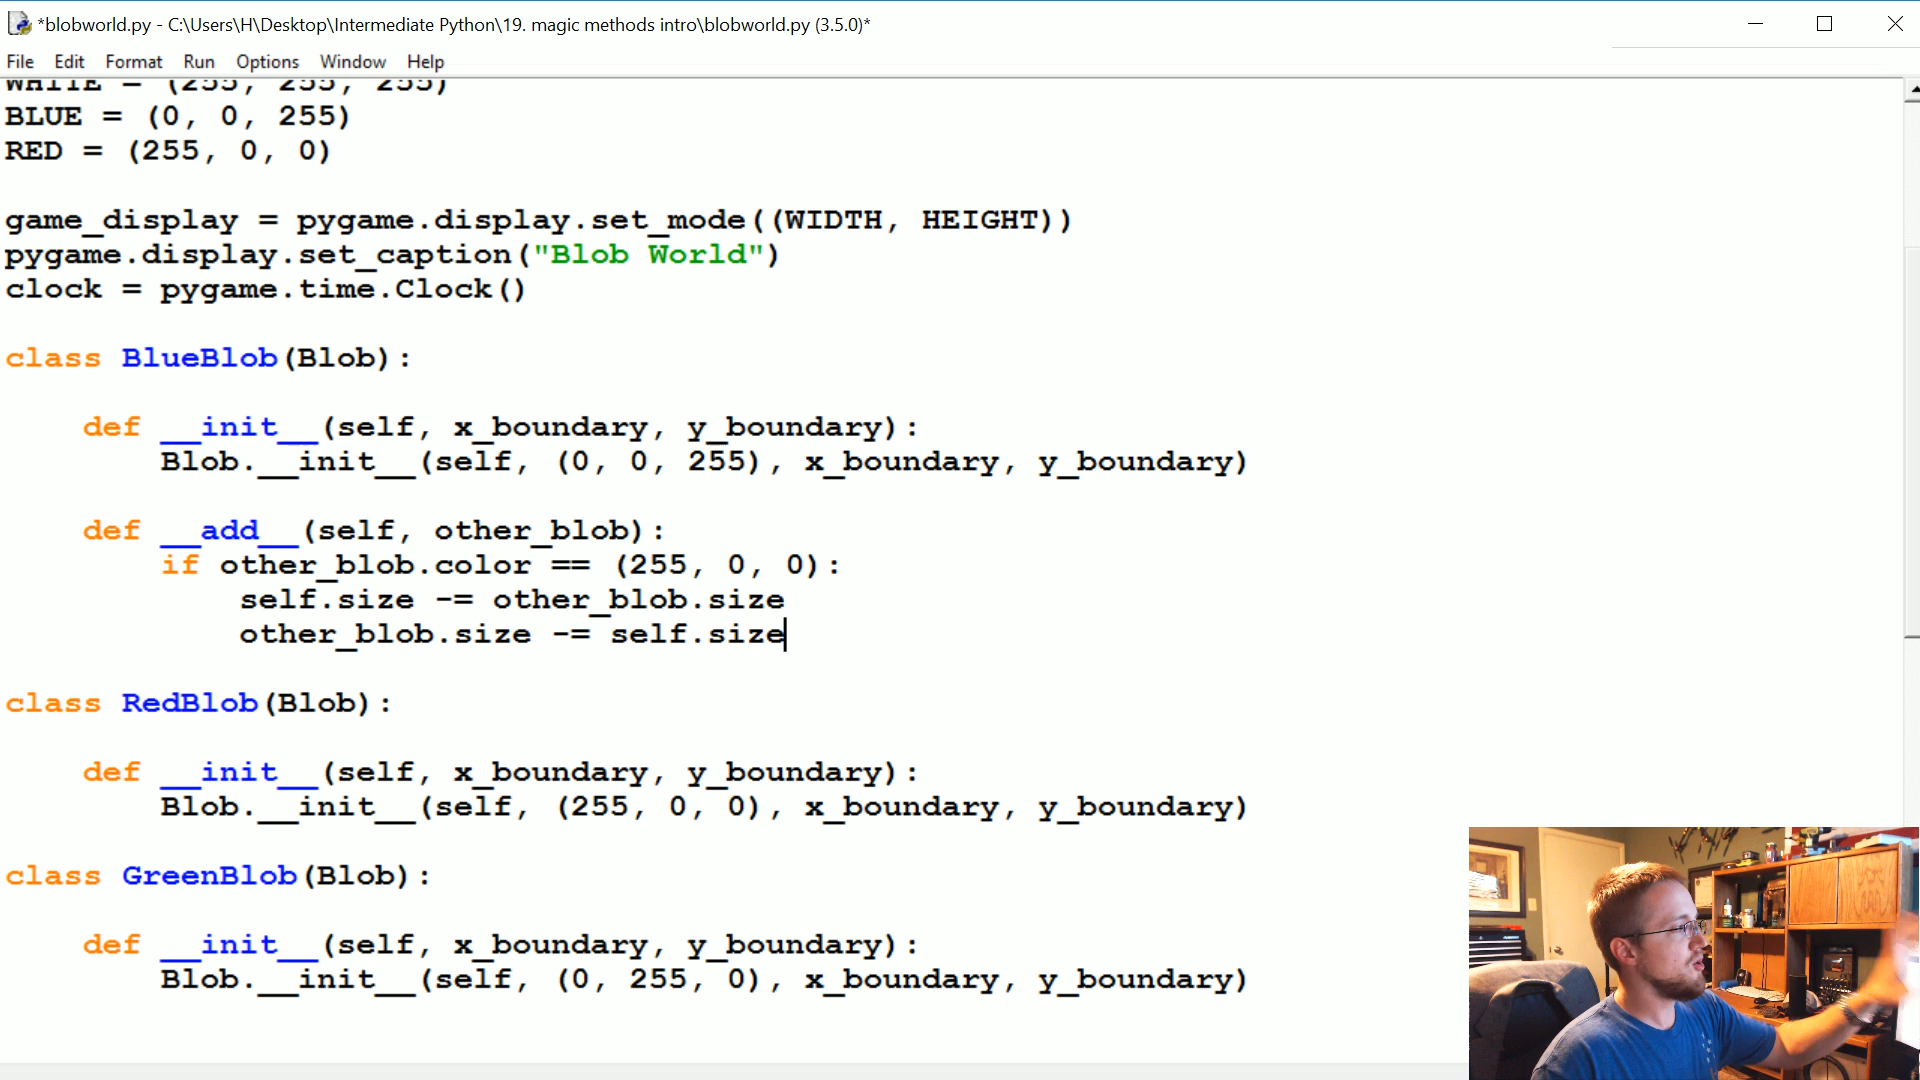 *blobworld.py - C:\Users\H\Desktop\Intermediate Python\19. magic methods intro\blobworld.py (3.5.0)*
File Edit Format Run Options Window Help
WHITE = (255, 255, 255)
BLUE = (0, 0, 255)
RED = (255, 0, 0)
game_display = pygame.display.set_mode((WIDTH, HEIGHT))
pygame.display.set_caption("Blob World")
clock = pygame.time.Clock()
class BlueBlob(Blob):
def __init__(self, x_boundary, y_boundary):
Blob.__init__(self, (0, 0, 255), x_boundary, y_boundary)
def __add__(self, other_blob):
if other_blob.color == (255, 0, 0):
self.size -= other_blob.size
other_blob.size -= self.size
class RedBlob(Blob):
def __init__(self, x_boundary, y_boundary):
Blob.__init__(self, (255, 0, 0), x_boundary, y_boundary)
class GreenBlob(Blob):
def __init__(self, x_boundary, y_boundary):
Blob.__init__(self, (0, 255, 0), x_boundary, y_boundary)